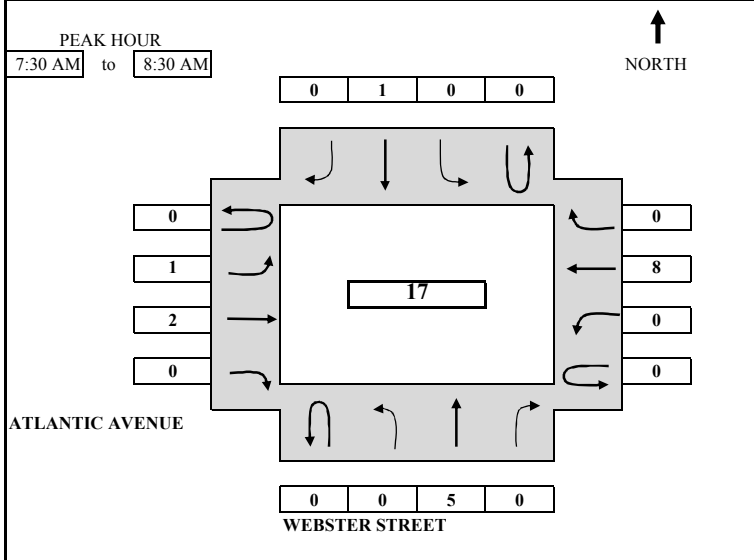 PEAK HOUR
7:30 AM to 8:30 AM
NORTH
0 1 0 0
0 0
1 8
17
2 0
0 0
ATLANTIC AVENUE
0 0 5 0
WEBSTER STREET